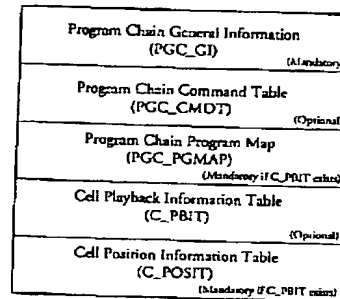 Program Chain General Information
(PGC_GI)
(Mandatory
Program Chain Command Table
(PGC_CMDT)
(Optional)
Program Chain Program Map
(PGC_PGMAP)
(Mandatory if C_PBIT exists)
Cell Playback Information Table
(C_PBIT)
(Optional)
Cell Position Information Table
(C_POSIT)
(Mandatory if C_PBIT exists)